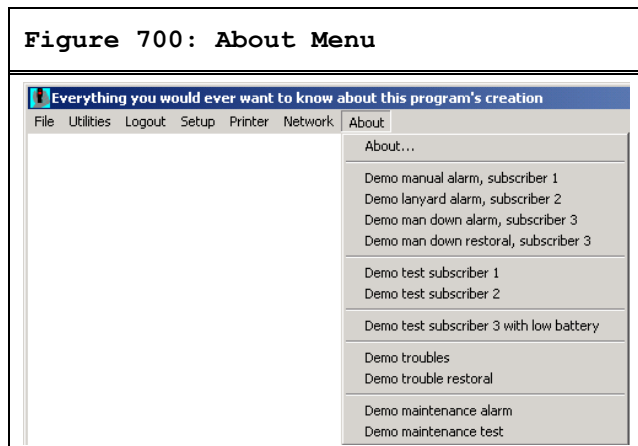 Figure 700: About Menu
Everything you would ever want to know about this program's creation
File Utilities Logout Setup Printer Network About
About...
Demo manual alarm, subscriber 1
Demo lanyard alarm, subscriber 2
Demo man down alarm, subscriber 3
Demo man down restoral, subscriber 3
Demo test subscriber 1
Demo test subscriber 2
Demo test subscriber 3 with low battery
Demo troubles
Demo trouble restoral
Demo maintenance alarm
Demo maintenance test